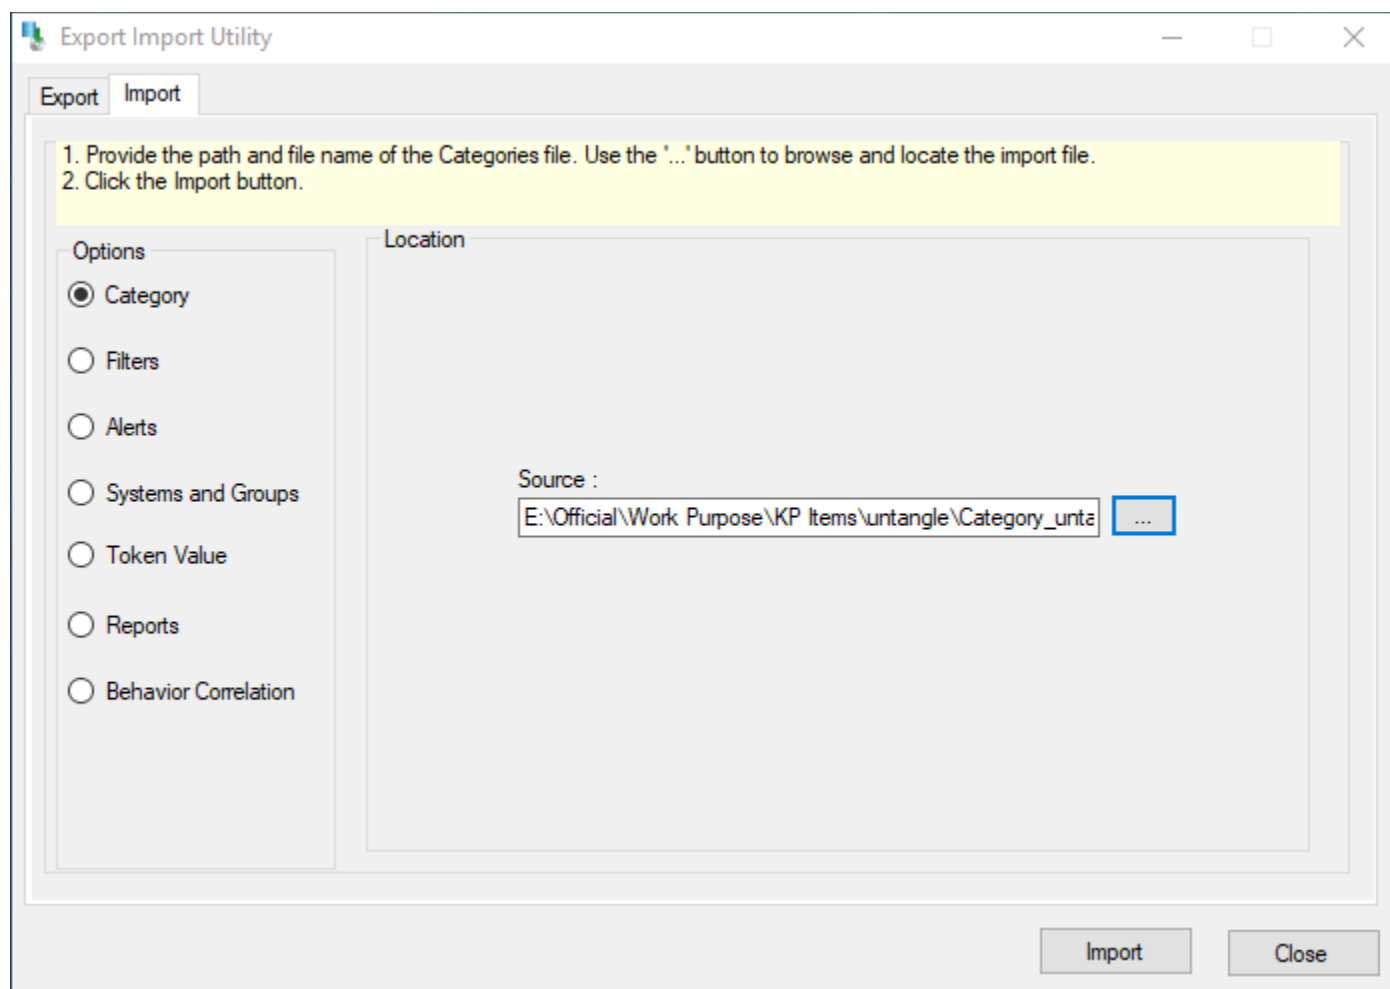 Export Import Utility
Export
Import
1. Provide the path and file name of the Categories file. Use the '...' button to browse and locate the import file.
2. Click the Import button.
Options
Category
Filters
Alerts
Systems and Groups
Token Value
Reports
Behavior Correlation
Location
Source :
E:\Official\Work Purpose\KP Items\untangle\Category_unta
...
Import
Close